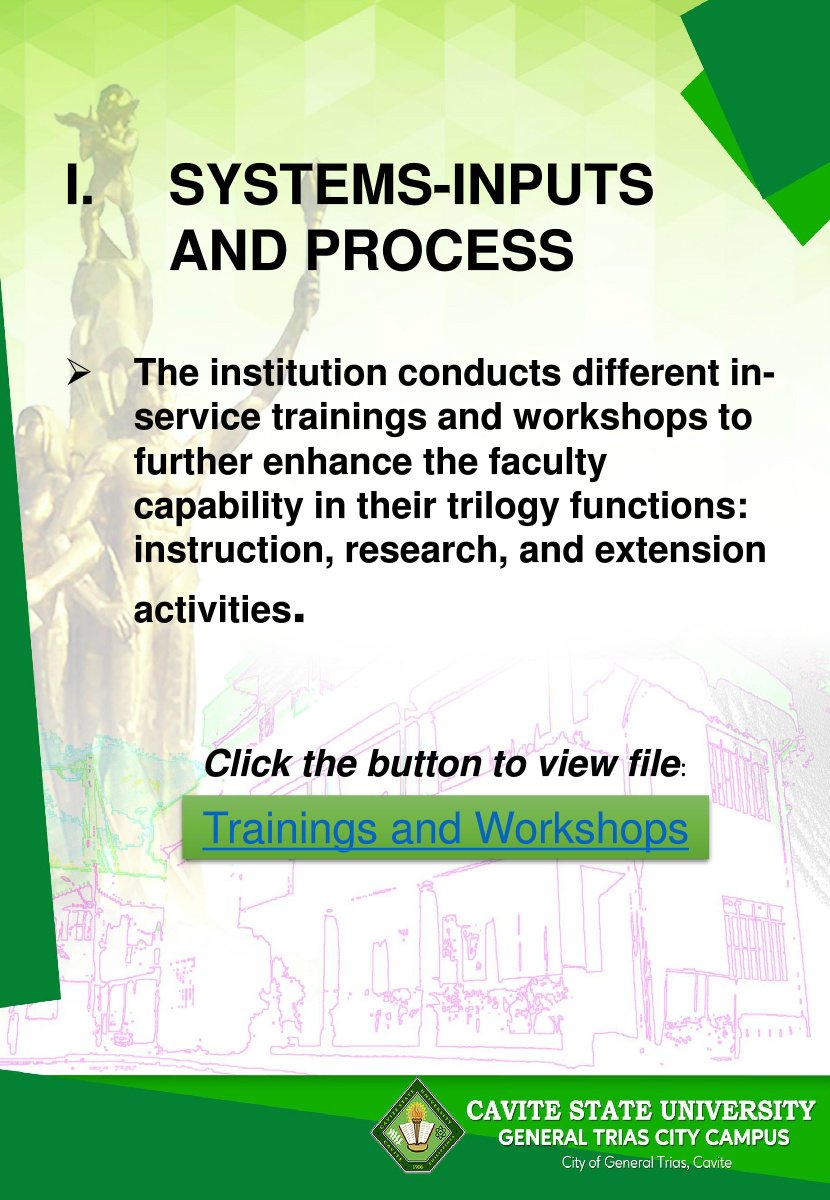 I. SYSTEMS-INPUTS
AND PROCESS
➢ The institution conducts different in-
service trainings and workshops to
further enhance the faculty
capability in their trilogy functions:
instruction, research, and extension
activities.
Click the button to view file:
Trainings and Workshops
CAVITE STATE UNIVERSITY
GENERAL TRIAS CITY CAMPUS
City of General Trias, Cavite
1906